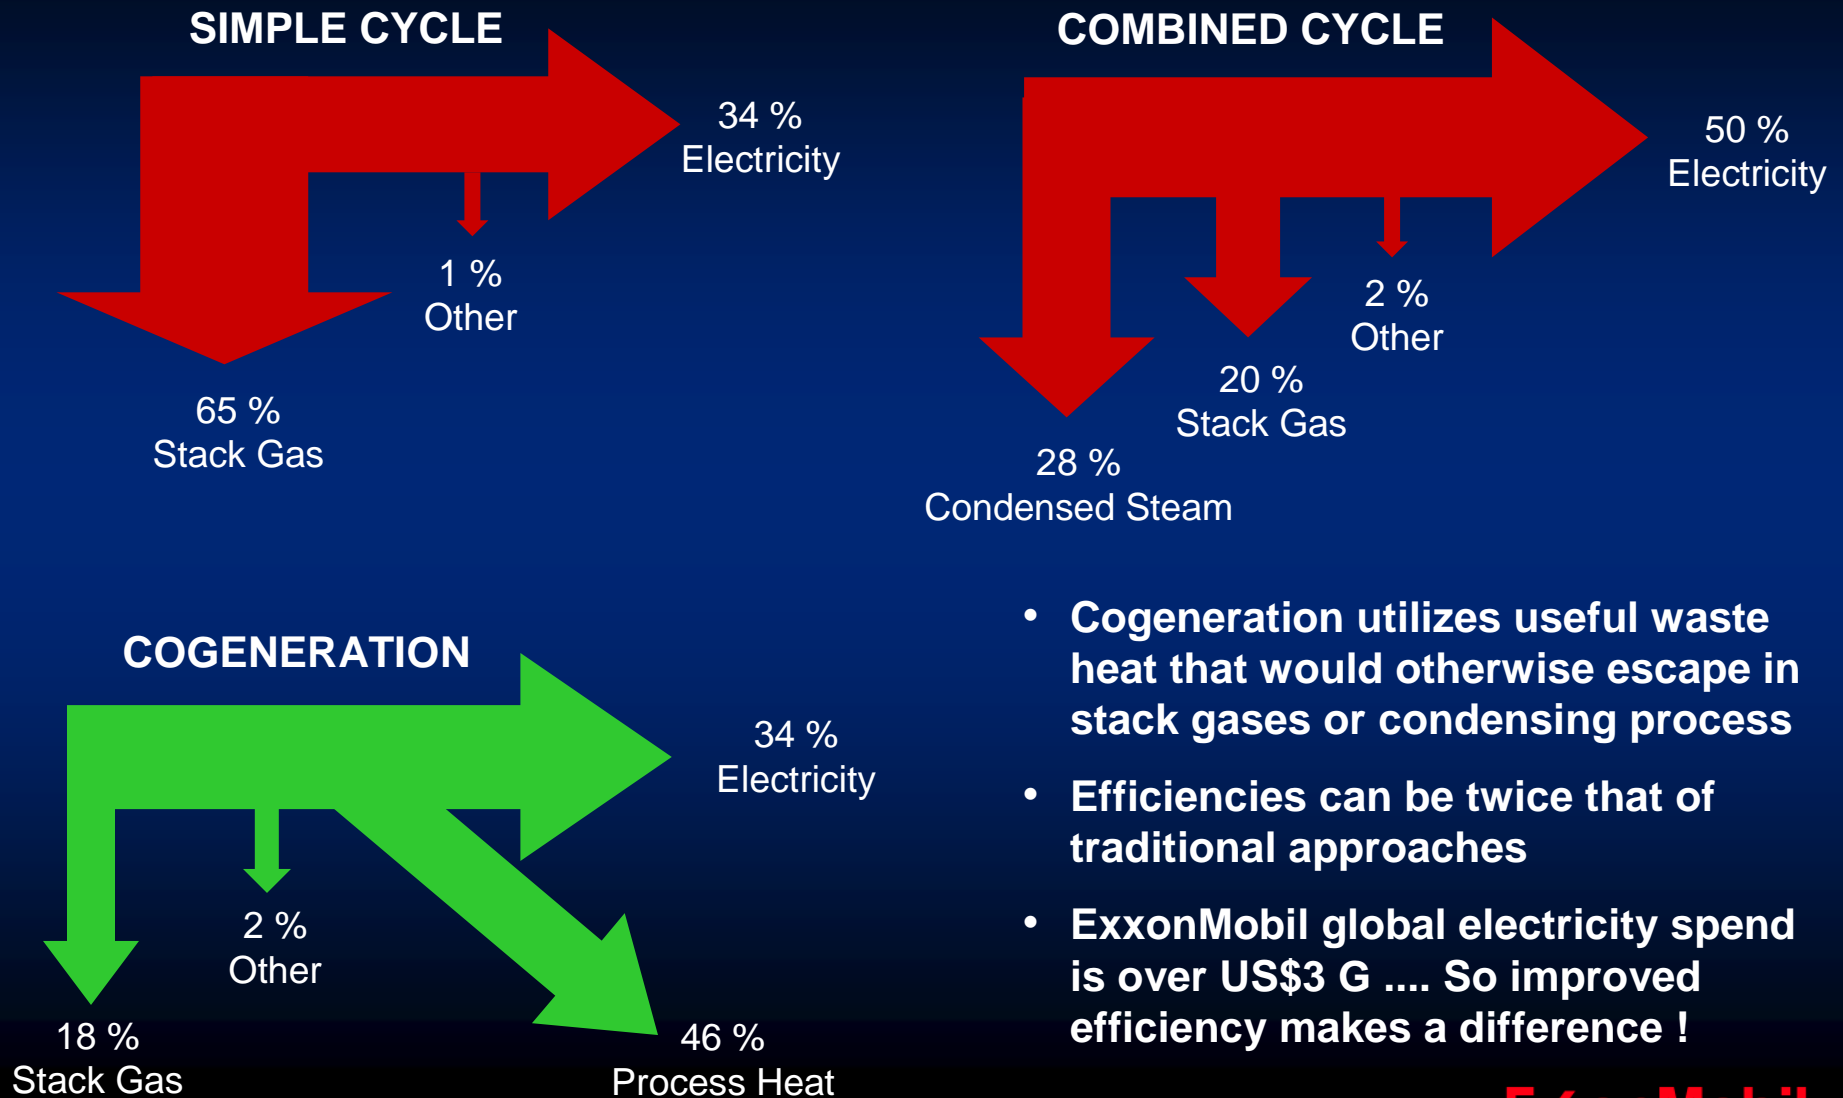 SIMPLE CYCLE
34 %
Electricity
1 %
Other
65 %
Stack Gas
COMBINED CYCLE
50 %
Electricity
2 %
Other
20 %
Stack Gas
28 %
Condensed Steam
COGENERATION
34 %
Electricity
2 %
Other
18 %
Stack Gas
46 %
Process Heat
• Cogeneration utilizes useful waste
heat that would otherwise escape in
stack gases or condensing process
• Efficiencies can be twice that of
traditional approaches
• ExxonMobil global electricity spend
is over US$3 G .... So improved
efficiency makes a difference !